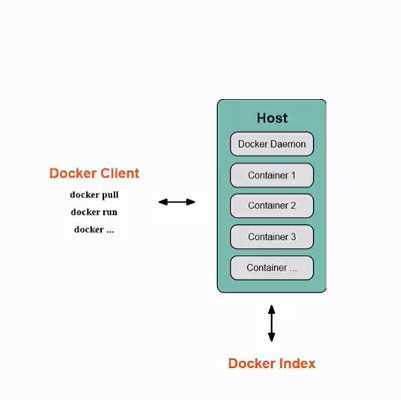 Docker Client
docker pull
docker run
docker ...
Host
Docker Daemon
Container 1
Container 2
Container 3
Container ...
Docker Index